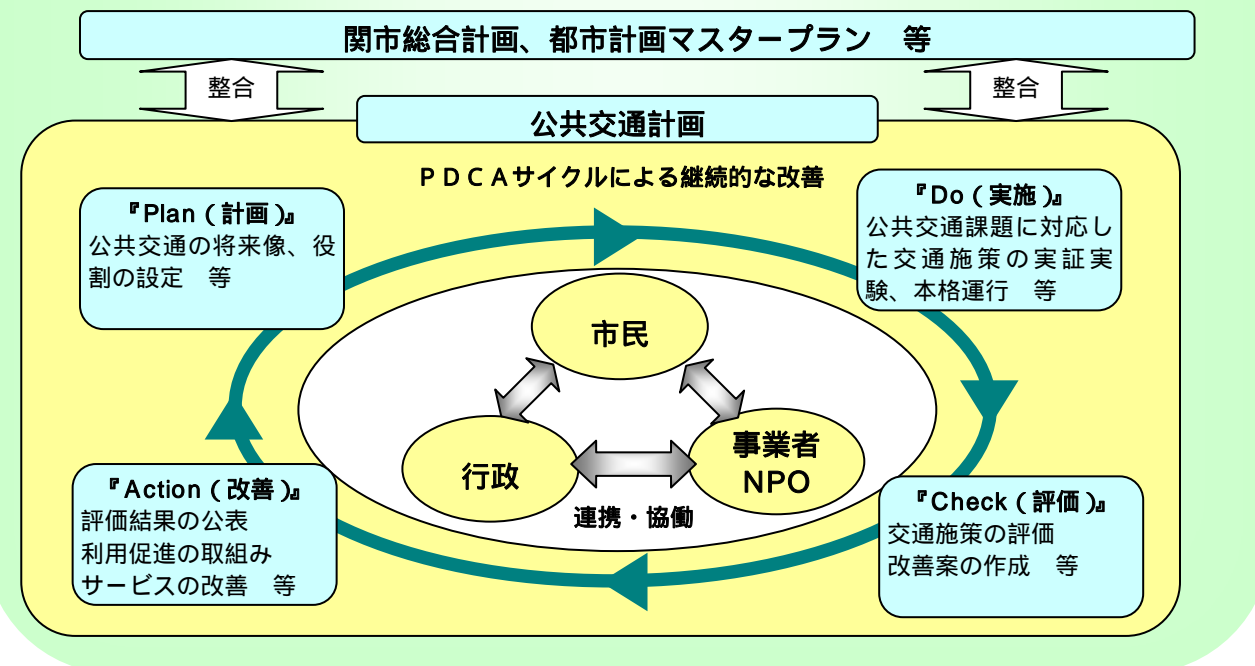 関市総合計画、都市計画マスタープラン　等
整合
整合
公共交通計画
ＰＤＣＡサイクルによる継続的な改善
『Plan（計画）』
公共交通の将来像、役
割の設定　等
『Do（実施）』
公共交通課題に対応し
た交通施策の実証実
験、本格運行　等
市民
行政
事業者
NPO
連携・協働
『Action（改善）』
評価結果の公表
利用促進の取組み
サービスの改善　等
『Check（評価）』
交通施策の評価
改善案の作成　等